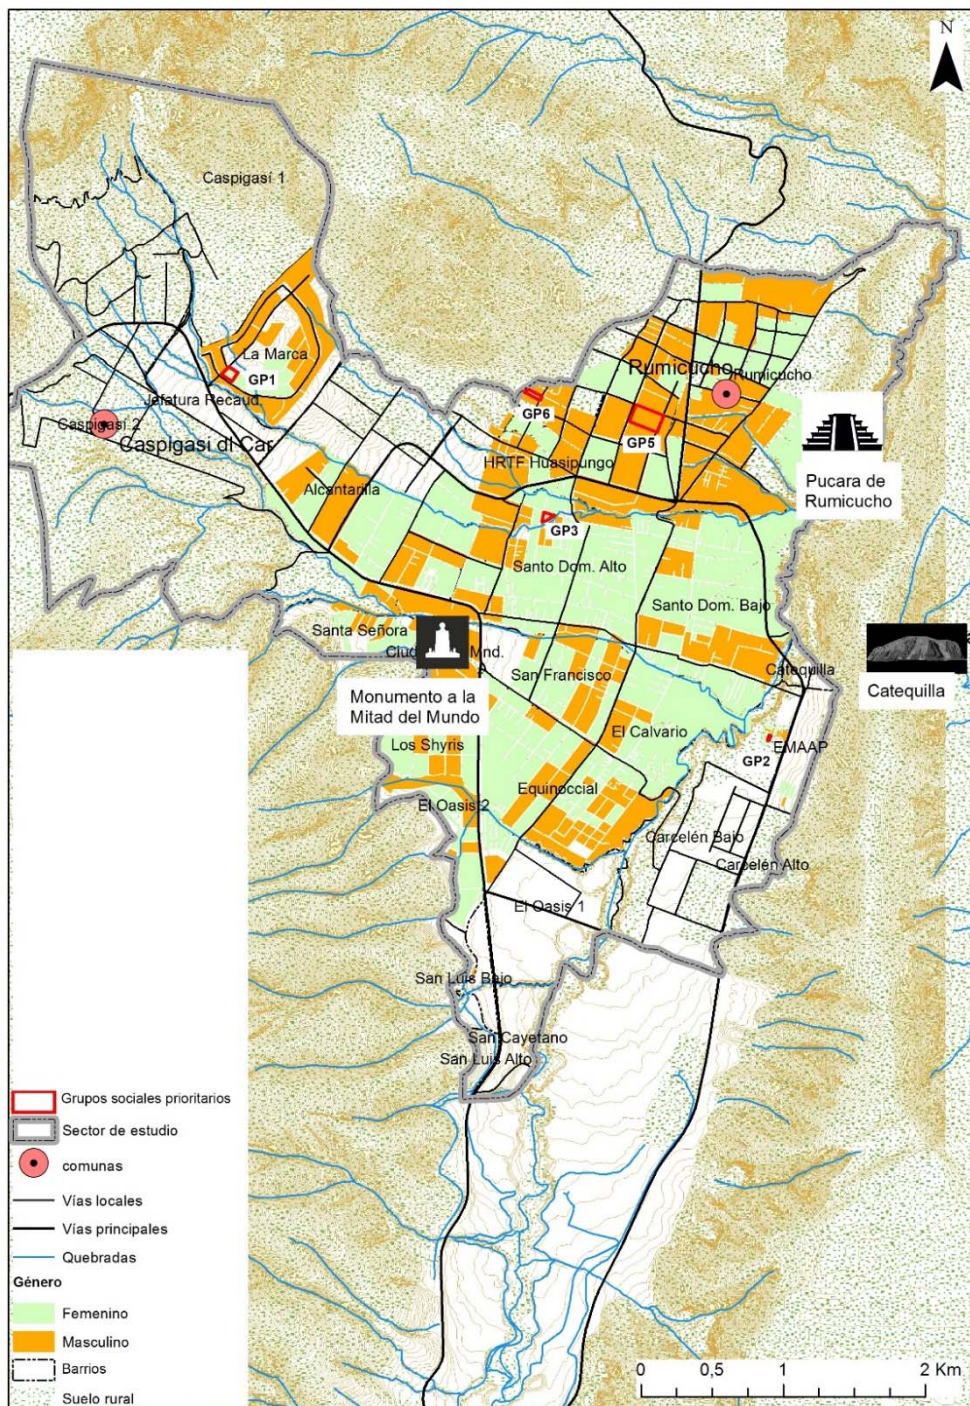 N
Caspigasí 1
La Marca
GP1
Jefatura Recaud.
Caspigasí 2
Caspigasi dl Car
Rumicucho
Rumicucho
GP6
GP5
HRTF Huasipungo
Pucara de
Rumicucho
Alcantarilla
GP3
Santo Dom. Alto
Santo Dom. Bajo
Santa Señora
Mnd.
San Francisco
Catequilla
Catequilla
Monumento a la
Mitad del Mundo
El Calvario
Los Shyris
EMAAP
GP2
Equinoccial
El Oasis 2
Carcelén Bajo
Carcelén Alto
El Oasis 1
San Luis Bajo
San Cayetano
San Luis Alto
Grupos sociales prioritarios
Sector de estudio
comunas
Vías locales
Vías principales
Quebradas
Género
Femenino
Masculino
Barrios
Suelo rural
0 0,5 1 2 Km